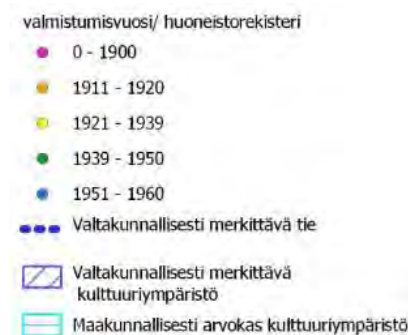 valmistumisvuosi/ huoneistorekisteri
0 - 1900
1911 - 1920
1921 - 1939
1939 - 1950
1951 - 1960
Valtakunnallisesti merkittävä tie
Valtakunnallisesti merkittävä
kulttuuriympäristö
Maakunnallisesti arvokas kulttuuriympäristö